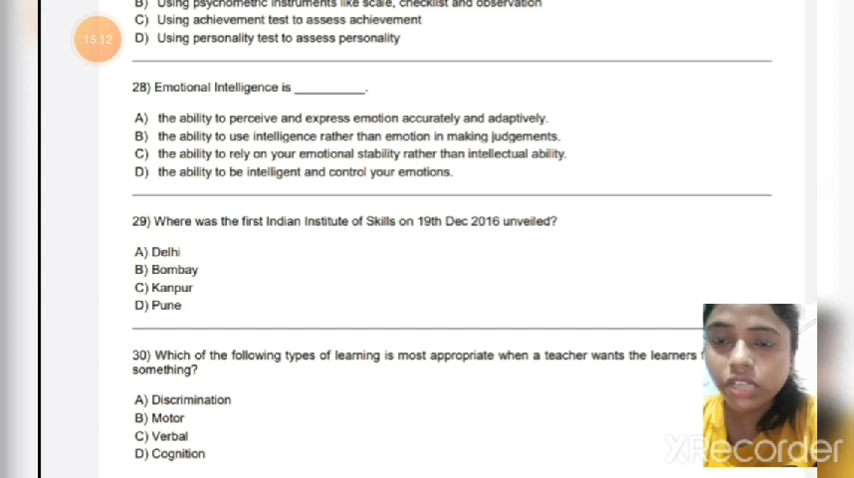 B) Using psychometric instruments like scale, checklist and observation
C) Using achievement test to assess achievement
15:12
D) Using personality test to assess personality
28) Emotional Intelligence is __________.
A) the ability to perceive and express emotion accurately and adaptively.
B) the ability to use intelligence rather than emotion in making judgements.
C) the ability to rely on your emotional stability rather than intellectual ability.
D) the ability to be intelligent and control your emotions.
29) Where was the first Indian Institute of Skills on 19th Dec 2016 unveiled?
A) Delhi
B) Bombay
C) Kanpur
D) Pune
30) Which of the following types of learning is most appropriate when a teacher wants the learners
something?
A) Discrimination
B) Motor
C) Verbal
D) Cognition
XRecorder